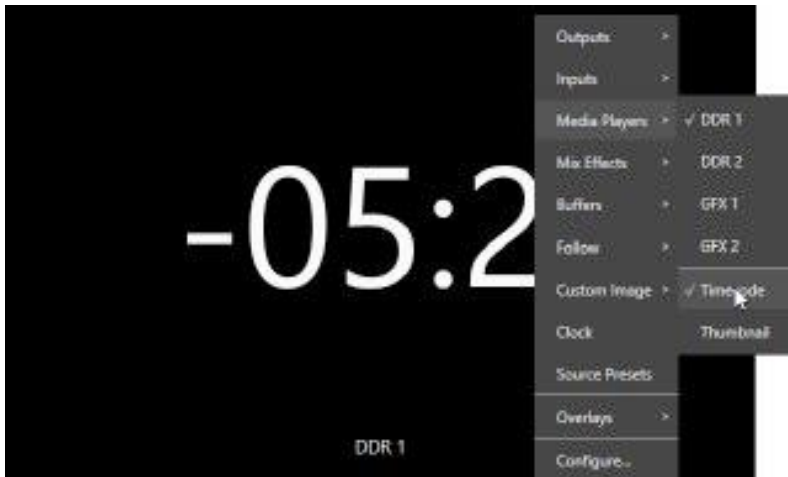 -05:2
DDR 1
Outputs
Inputs
Media Players
Mix Effects
Buffers
Follow
Custom Image
Clock
Source Presets
Overlays
Configure...
DDR 1
DDR 2
GFX 1
GFX 2
Timecode
Thumbnail